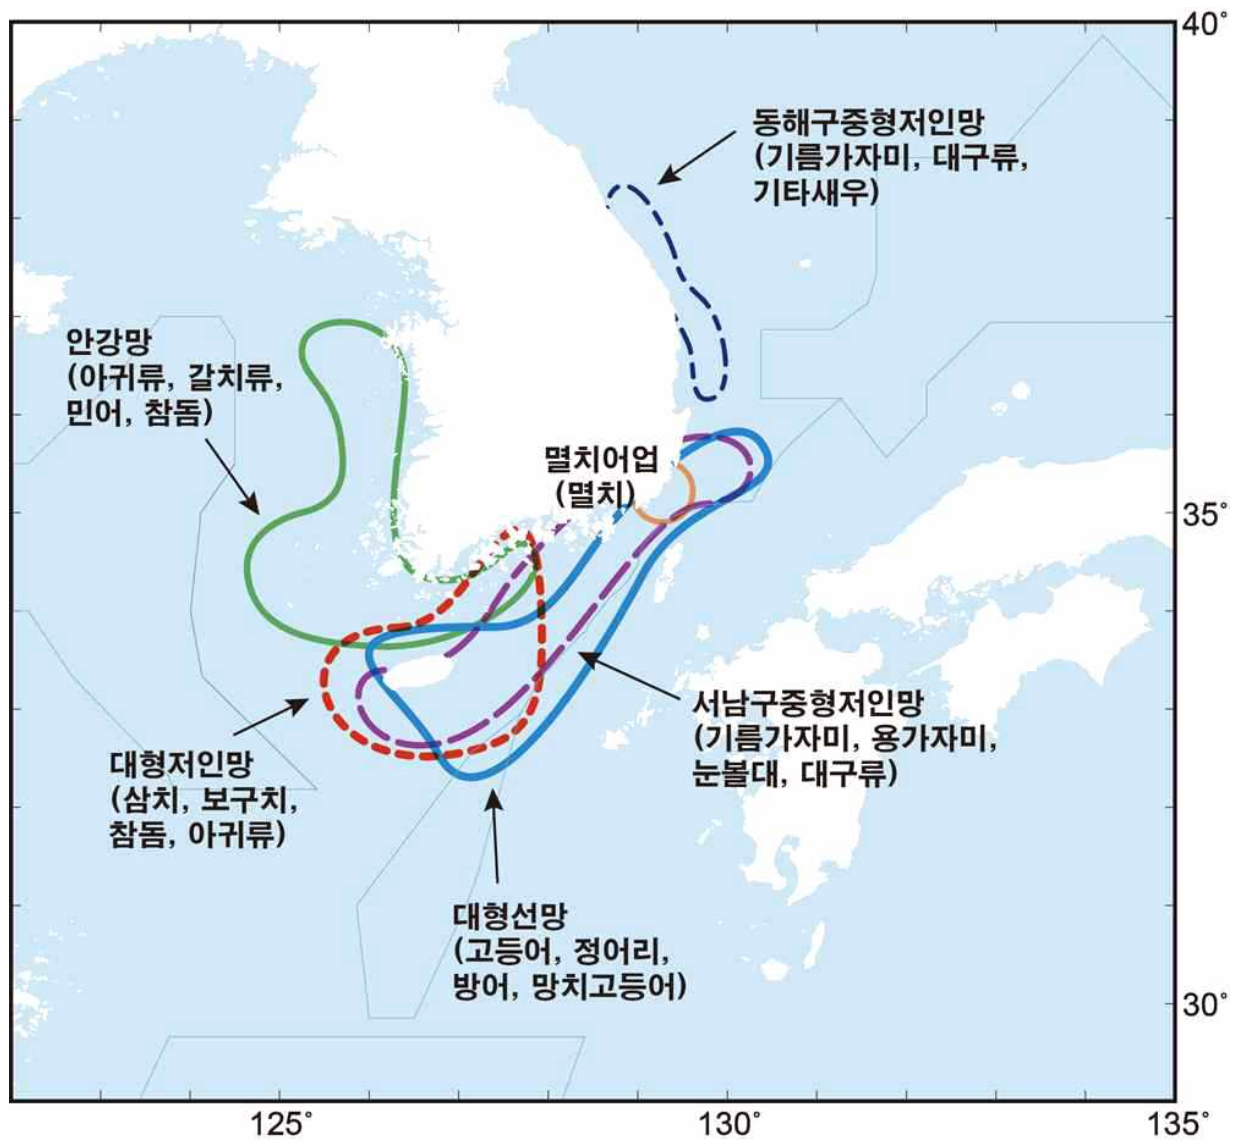 40°
동해구중형저인망
(기름가자미, 대구류,
기타새우)
안강망
(아귀류, 갈치류,
민어, 참돔)
멸치어업
(멸치)
35°
서남구중형저인망
(기름가자미, 용가자미,
눈볼대, 대구류)
대형저인망
(삼치, 보구치,
참돔, 아귀류)
대형선망
(고등어, 정어리,
방어, 망치고등어)
30°
125°
130°
135°